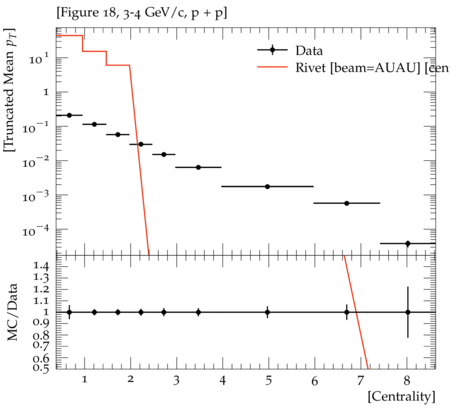 [Figure 18, 3-4 GeV/c, p + p]
[Truncated Mean p_T]
10^1
1
10^−1
10^−2
10^−3
10^−4
Data
Rivet [beam=AUAU] [cen
MC/Data
1.4
1.3
1.2
1.1
1
0.9
0.8
0.7
0.6
0.5
1 2 3 4 5 6 7 8
[Centrality]